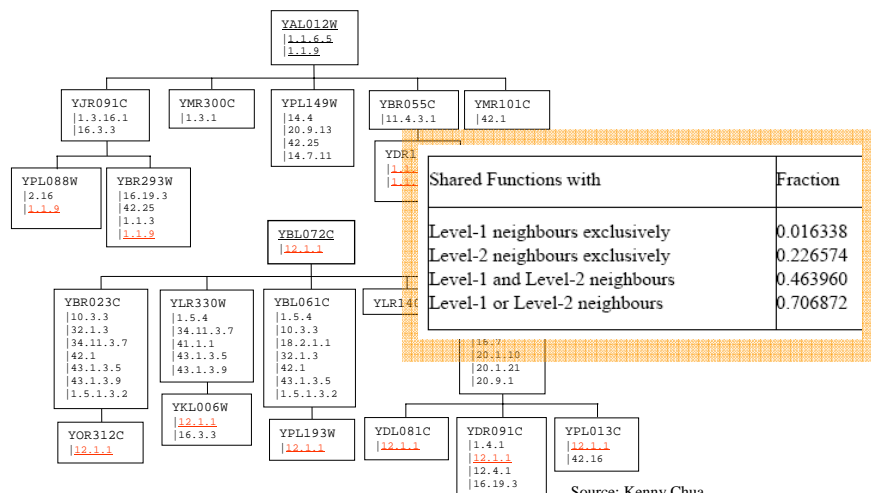 YAL012W
|1.1.6.5
|1.1.9
YJR091C
|1.3.16.1
|16.3.3
YMR300C
|1.3.1
YPL149W
|14.4
|20.9.13
|42.25
|14.7.11
YBR055C
|11.4.3.1
YMR101C
|42.1
YPL088W
|2.16
|1.1.9
YBR293W
|16.19.3
|42.25
|1.1.3
|1.1.9
YDR1
|1.1.
|1.1.
Shared Functions with Fraction
Level-1 neighbours exclusively 0.016338
Level-2 neighbours exclusively 0.226574
Level-1 and Level-2 neighbours 0.463960
Level-1 or Level-2 neighbours 0.706872
YBL072C
|12.1.1
YBR023C
|10.3.3
|32.1.3
|34.11.3.7
|42.1
|43.1.3.5
|43.1.3.9
|1.5.1.3.2
YLR330W
|1.5.4
|34.11.3.7
|41.1.1
|43.1.3.5
|43.1.3.9
YBL061C
|1.5.4
|10.3.3
|18.2.1.1
|32.1.3
|42.1
|43.1.3.5
|1.5.1.3.2
YLR140
|16.7
|20.1.10
|20.1.21
|20.9.1
YOR312C
|12.1.1
YKL006W
|12.1.1
|16.3.3
YPL193W
|12.1.1
YDL081C
|12.1.1
YDR091C
|1.4.1
|12.1.1
|12.4.1
|16.19.3
YPL013C
|12.1.1
|42.16
Source: Kenny Chua